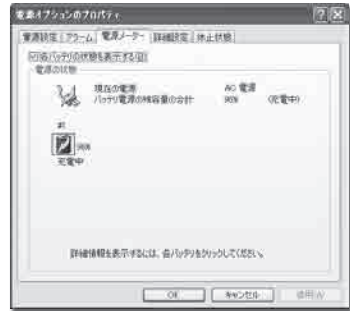 電源オプションのプロパティ
電源設定 アラーム 電源メーター 詳細設定 休止状態
各バッテリの状態を表示する(D)
電源の状態
現在の電源 AC 電源
バッテリ電源の残容量の合計 96% (充電中)
#1
96%
充電中
詳細情報を表示するには、各バッテリをクリックしてください。
OK キャンセル 適用(A)